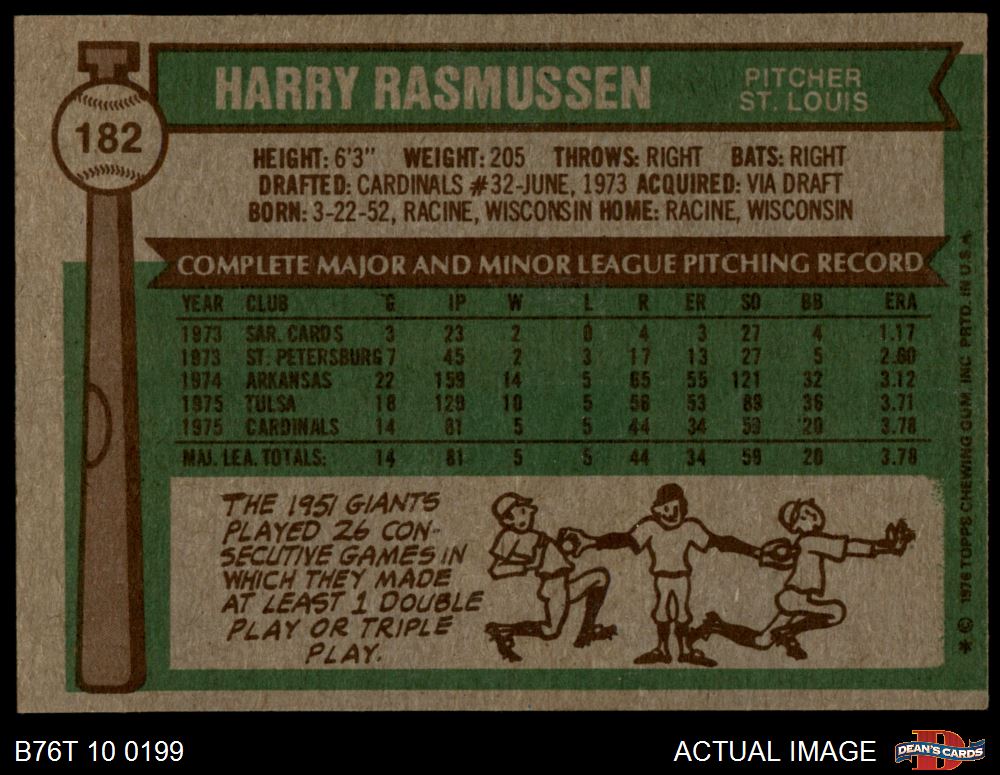 182
HARRY RASMUSSEN
PITCHER
ST. LOUIS
HEIGHT: 6'3" WEIGHT: 205 THROWS: RIGHT BATS: RIGHT
DRAFTED: CARDINALS #32-JUNE, 1973 ACQUIRED: VIA DRAFT
BORN: 3-22-52, RACINE, WISCONSIN HOME: RACINE, WISCONSIN
COMPLETE MAJOR AND MINOR LEAGUE PITCHING RECORD
YEAR CLUB G IP W L R ER SO BB ERA
1973 SAR. CARDS 3 23 2 0 4 3 27 4 1.17
1973 ST. PETERSBURG 7 45 2 3 17 13 27 5 2.60
1974 ARKANSAS 22 159 14 5 65 55 121 32 3.12
1975 TULSA 18 129 10 5 53 36 3.71
1975 CARDINALS 14 81 5 5 44 34 59 20 3.78
MAJ. LEA. TOTALS: 14 81 5 5 44 34 59 20 3.78
THE 1951 GIANTS
PLAYED 26 CON-
SECUTIVE GAMES IN
WHICH THEY MADE
AT LEAST 1 DOUBLE
PLAY OR TRIPLE
PLAY.
* © 1976 TOPPS CHEWING GUM INC PRTD. IN U.S.A.
B76T 10 0199
ACTUAL IMAGE
DEAN'S CARDS